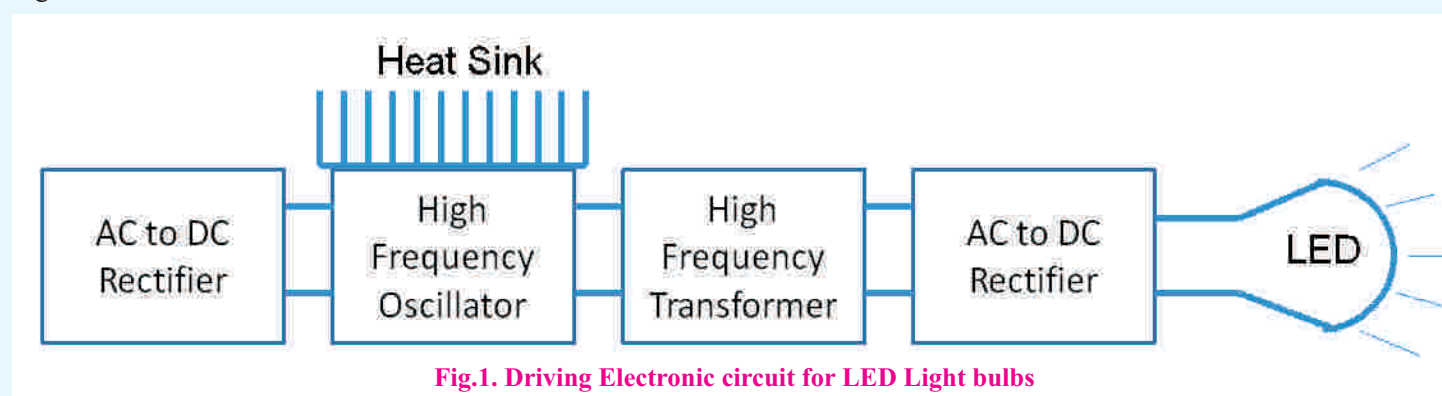 Heat Sink
AC to DC
Rectifier
High
Frequency
Oscillator
High
Frequency
Transformer
AC to DC
Rectifier
LED
Fig.1. Driving Electronic circuit for LED Light bulbs